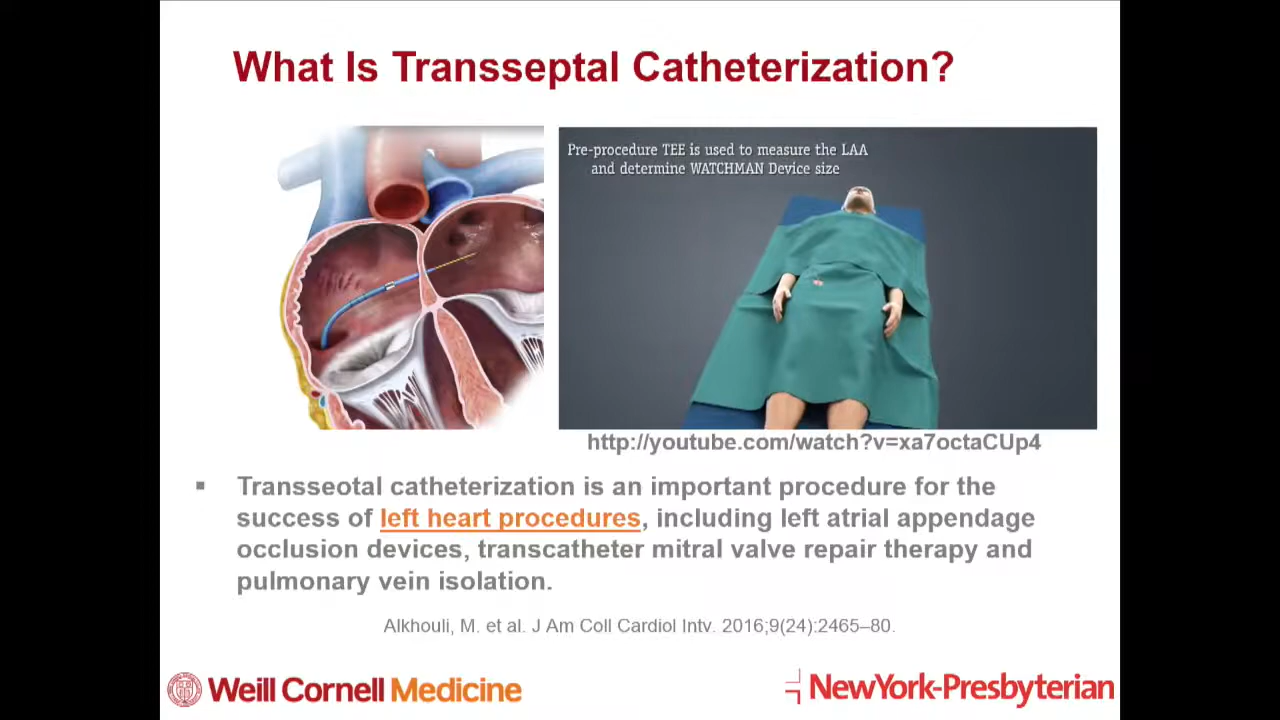 What Is Transseptal Catheterization?
Pre-procedure TEE is used to measure the LAA
and determine WATCHMAN Device size
http://youtube.com/watch?v=xa7octaCUp4
▪ Transseotal catheterization is an important procedure for the
success of left heart procedures, including left atrial appendage
occlusion devices, transcatheter mitral valve repair therapy and
pulmonary vein isolation.
Alkhouli, M. et al. J Am Coll Cardiol Intv. 2016;9(24):2465–80.
Weill Cornell Medicine
NewYork-Presbyterian